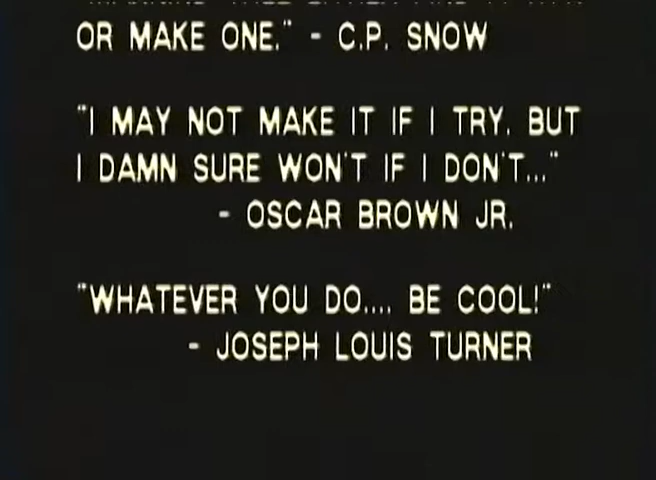 OR MAKE ONE." - C.P. SNOW
"I MAY NOT MAKE IT IF I TRY, BUT
I DAMN SURE WON'T IF I DON'T..."
- OSCAR BROWN JR.
"WHATEVER YOU DO.... BE COOL!"
- JOSEPH LOUIS TURNER